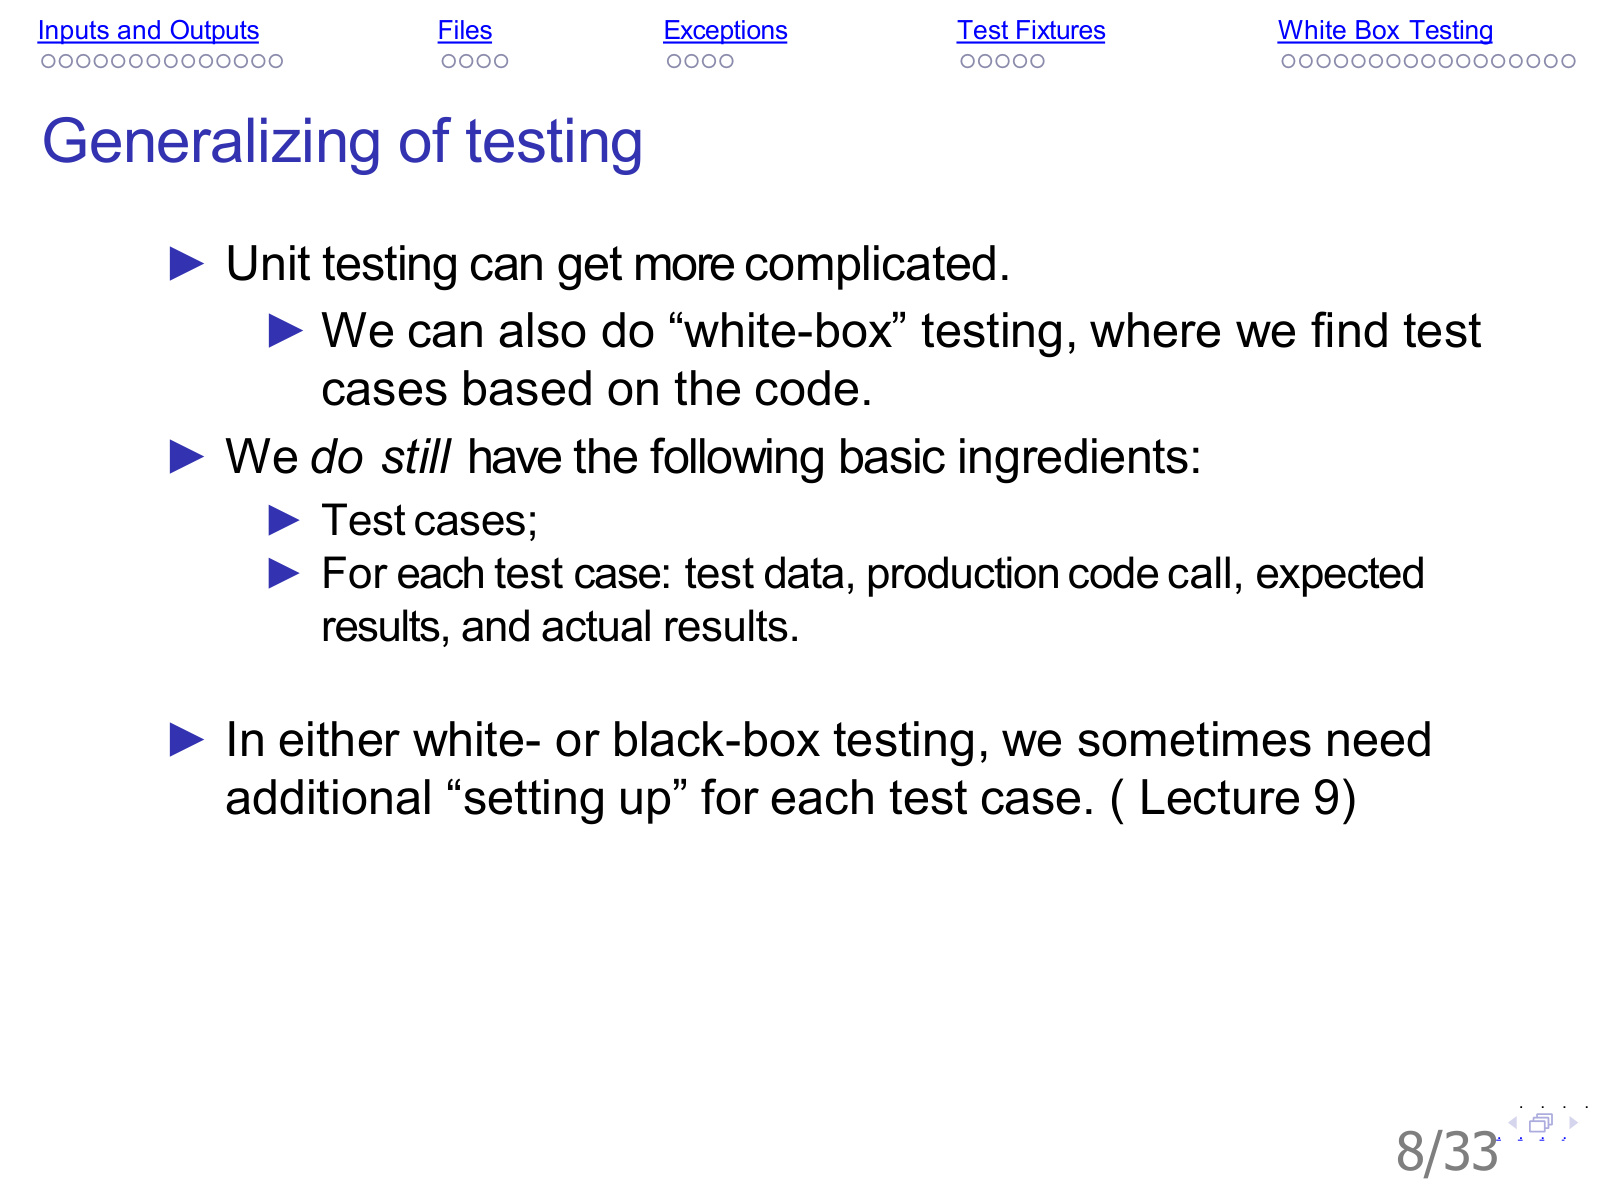 Inputs and Outputs Files Exceptions Test Fixtures White Box Testing
Generalizing of testing
► Unit testing can get more complicated.
► We can also do “white-box” testing, where we find test
cases based on the code.
► We do still have the following basic ingredients:
► Test cases;
► For each test case: test data, production code call, expected
results, and actual results.
► In either white- or black-box testing, we sometimes need
additional “setting up” for each test case. ( Lecture 9)
8/33